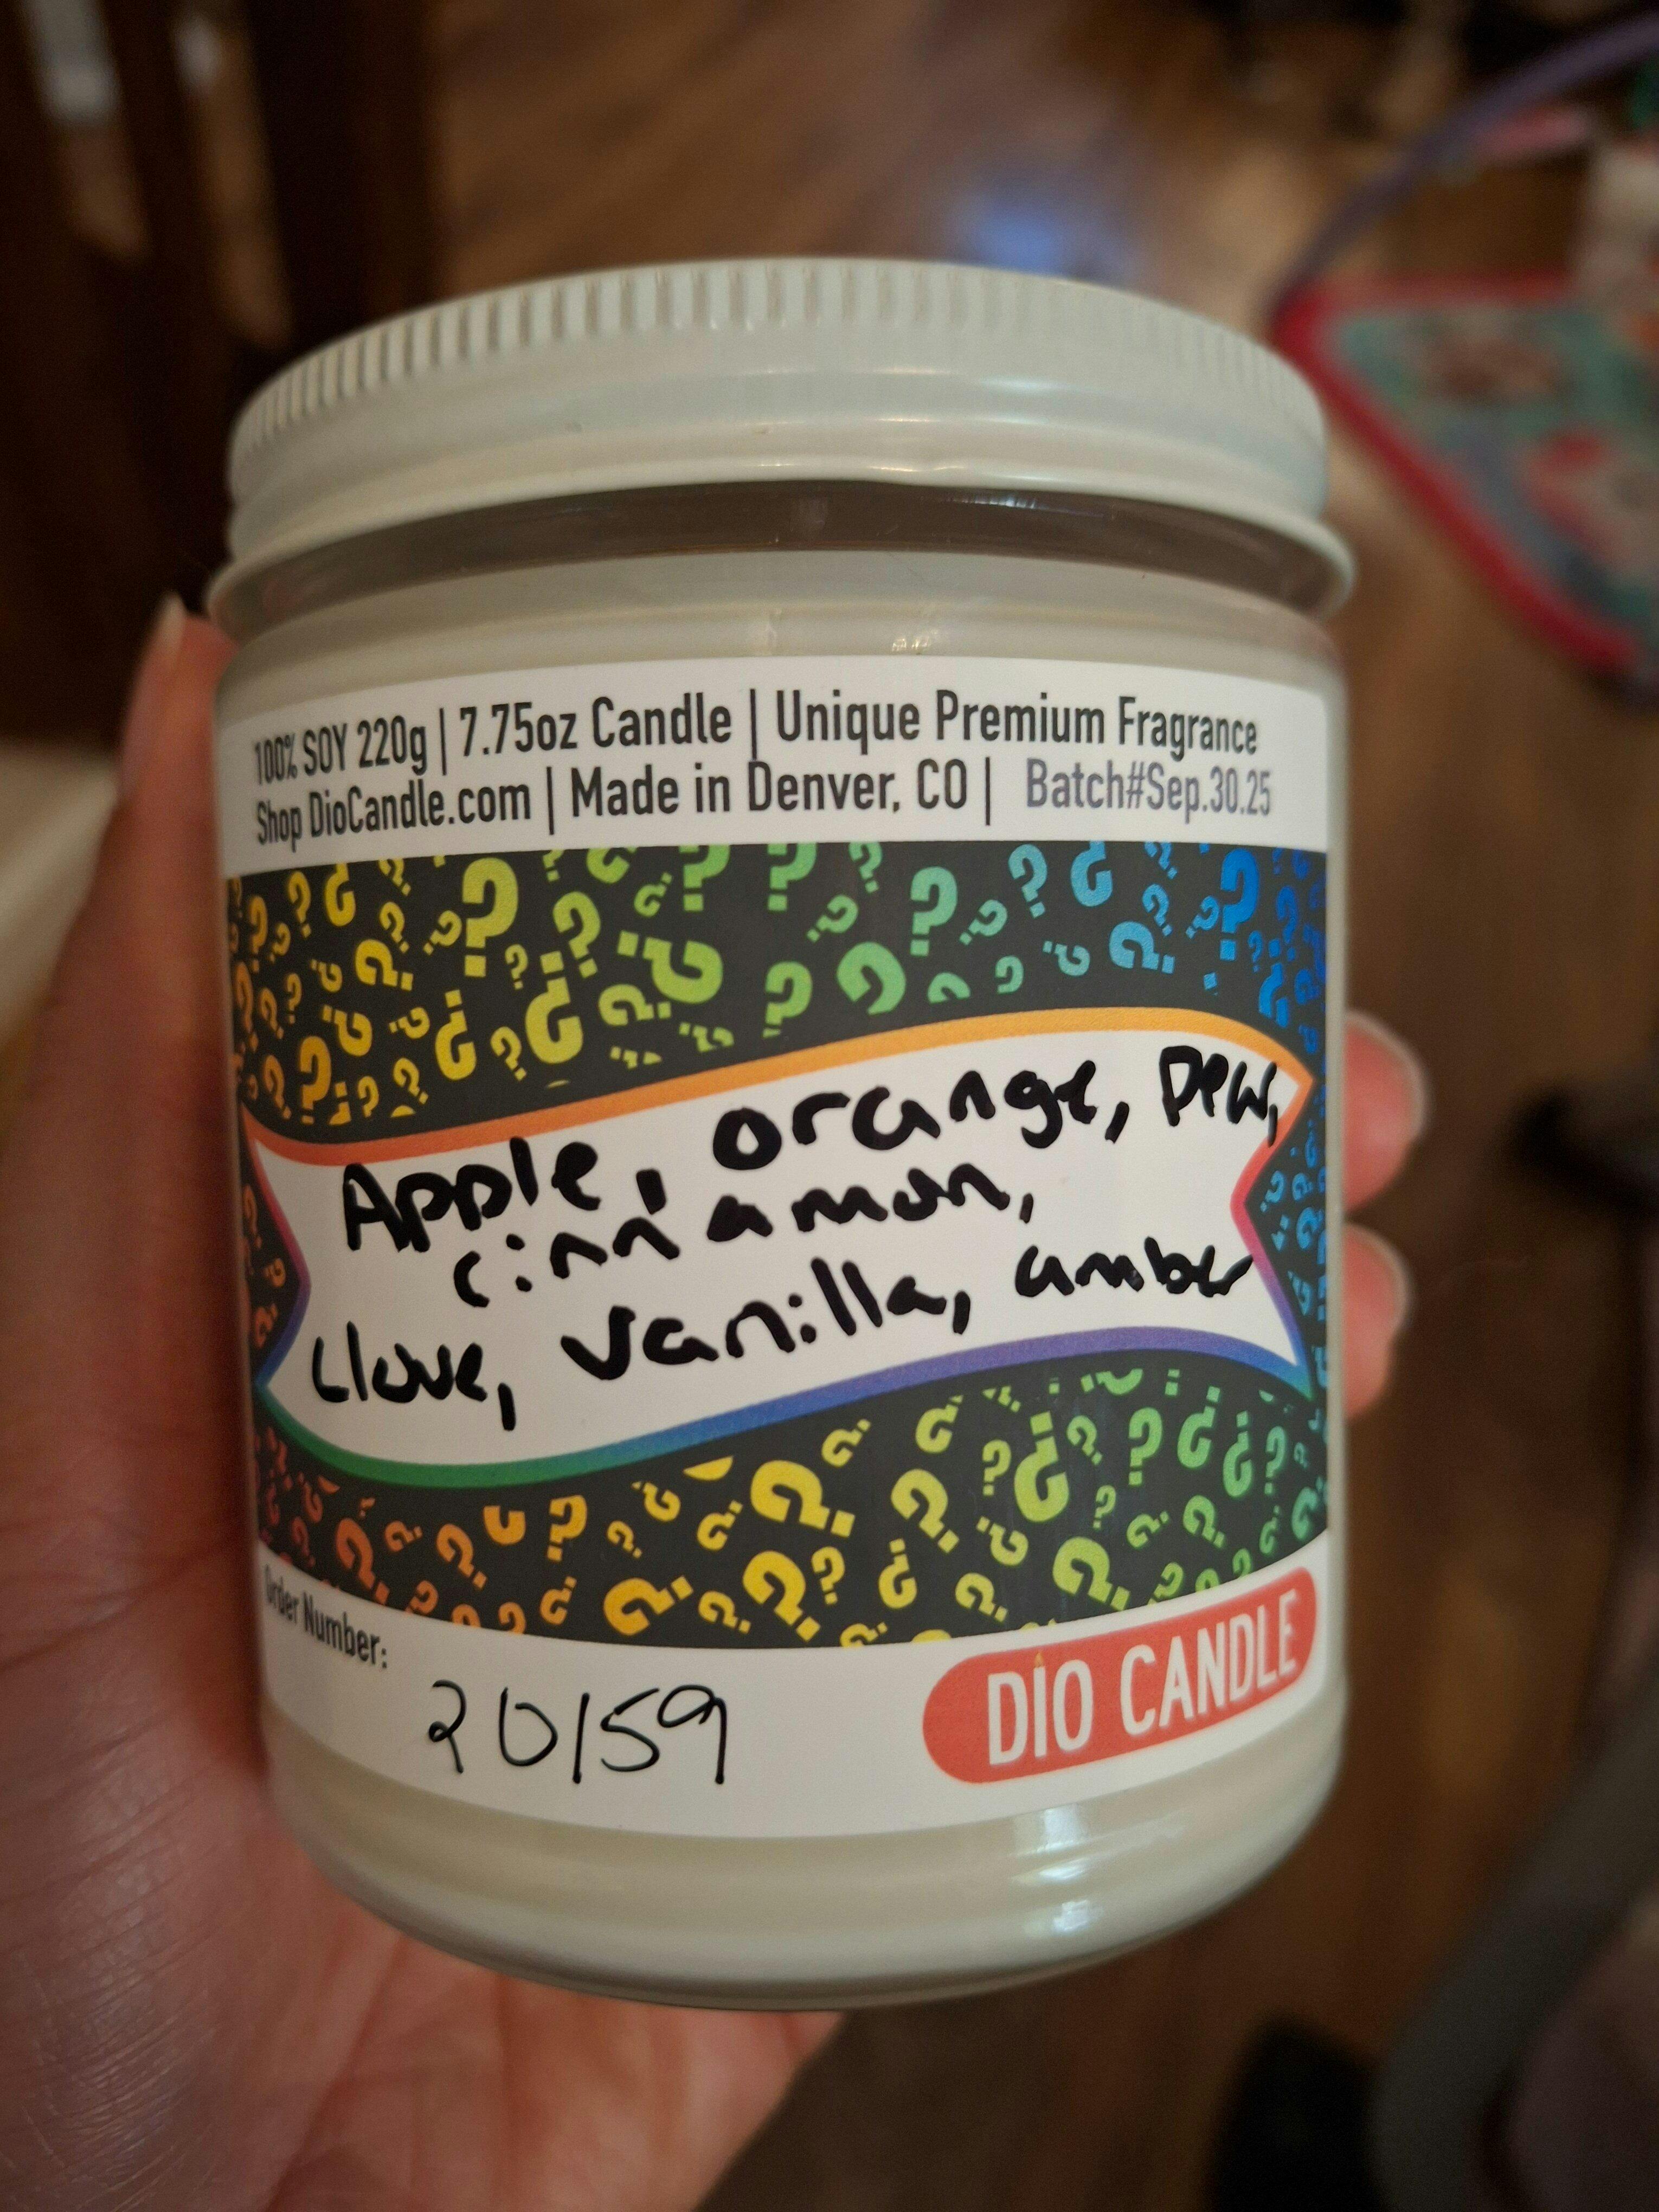 100% SOY 220g | 7.75oz Candle | Unique Premium Fragrance
Shop DioCandle.com | Made in Denver, CO | Batch#Sep.30.25
Apple, orange, Dew,
cinnamon,
clove, vanilla, amber
Order Number:
20159
DIO CANDLE